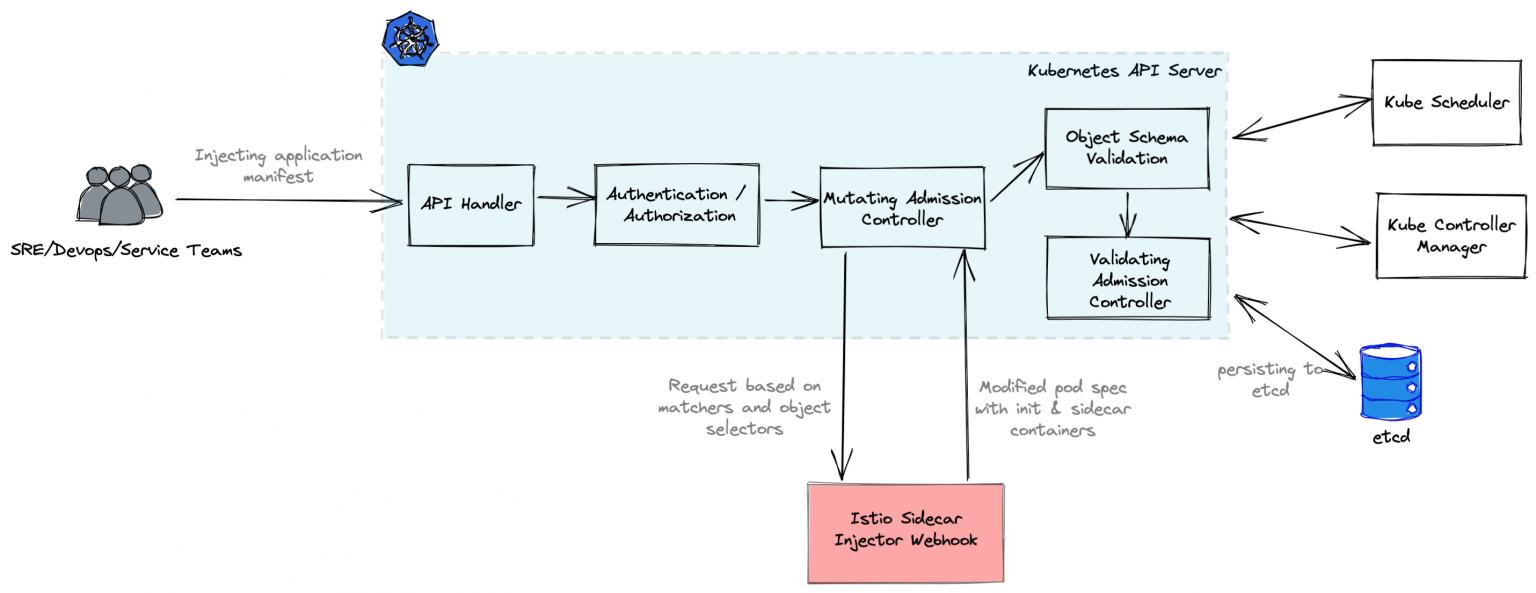 Kubernetes API Server
Kube Scheduler
Object Schema
Validation
Injecting application
manifest
API Handler
Authentication /
Authorization
Mutating Admission
Controller
Kube Controller
Manager
SRE/Devops/Service Teams
Validating
Admission
Controller
Request based on
matchers and object
selectors
Modified pod spec
with init & sidecar
containers
persisting to
etcd
etcd
Istio Sidecar
Injector Webhook